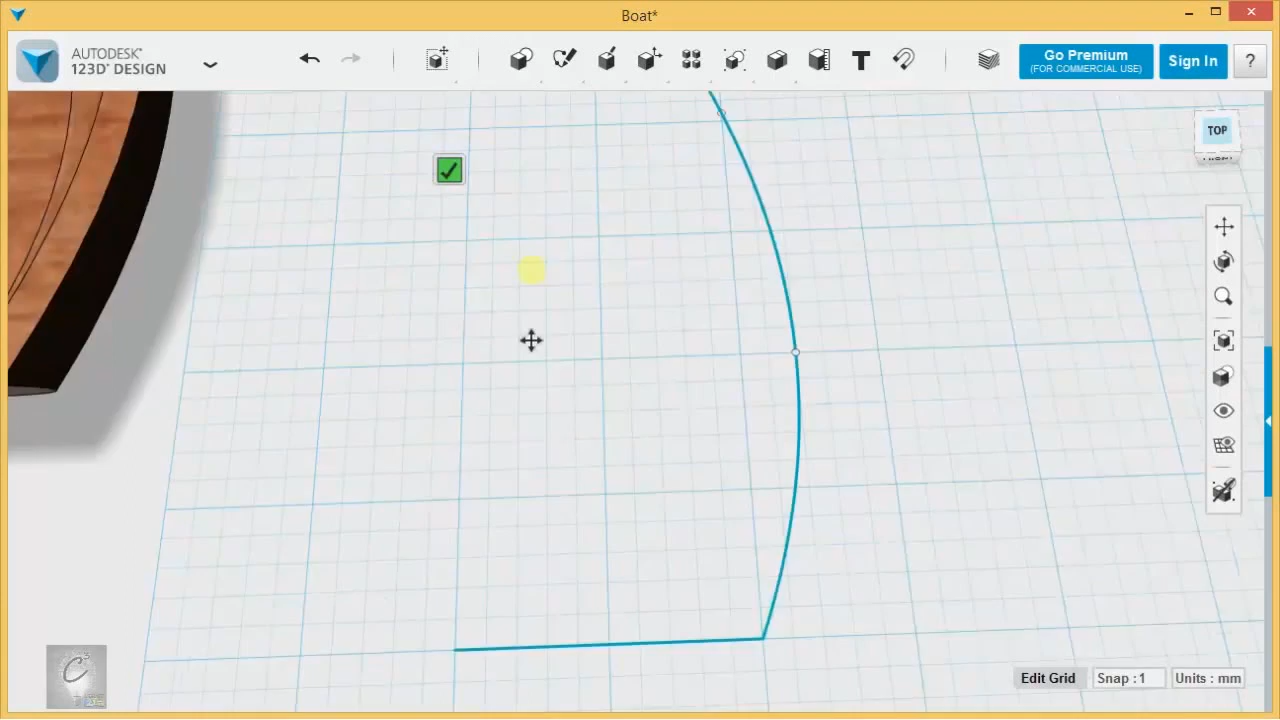 Boat*
AUTODESK®
123D® DESIGN
Go Premium
(FOR COMMERCIAL USE)
Sign In
?
T
TOP
Edit Grid
Snap : 1
Units : mm